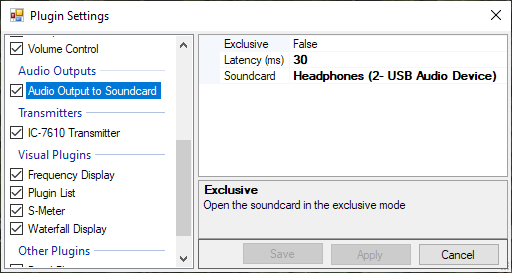 Plugin Settings
Volume Control
Audio Outputs
Audio Output to Soundcard
Transmitters
IC-7610 Transmitter
Visual Plugins
Frequency Display
Plugin List
S-Meter
Waterfall Display
Other Plugins
Exclusive False
Latency (ms) 30
Soundcard Headphones (2- USB Audio Device)
Exclusive
Open the soundcard in the exclusive mode
Save Apply Cancel